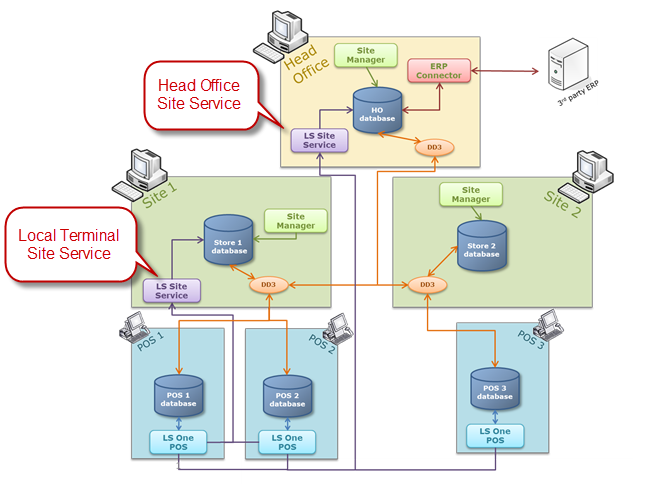 Head
Office
Site
Manager
ERP
Connector
3rd party ERP
Head Office
Site Service
HO
database
LS Site
Service
DD3
Site 1
Site
Manager
Store 1
database
Local Terminal
Site Service
LS Site
Service
DD3
Site 2
Site
Manager
Store 2
database
DD3
POS 1
POS 1
database
LS One
POS
POS 2
POS 2
database
LS One
POS
POS 3
POS 3
database
LS One
POS